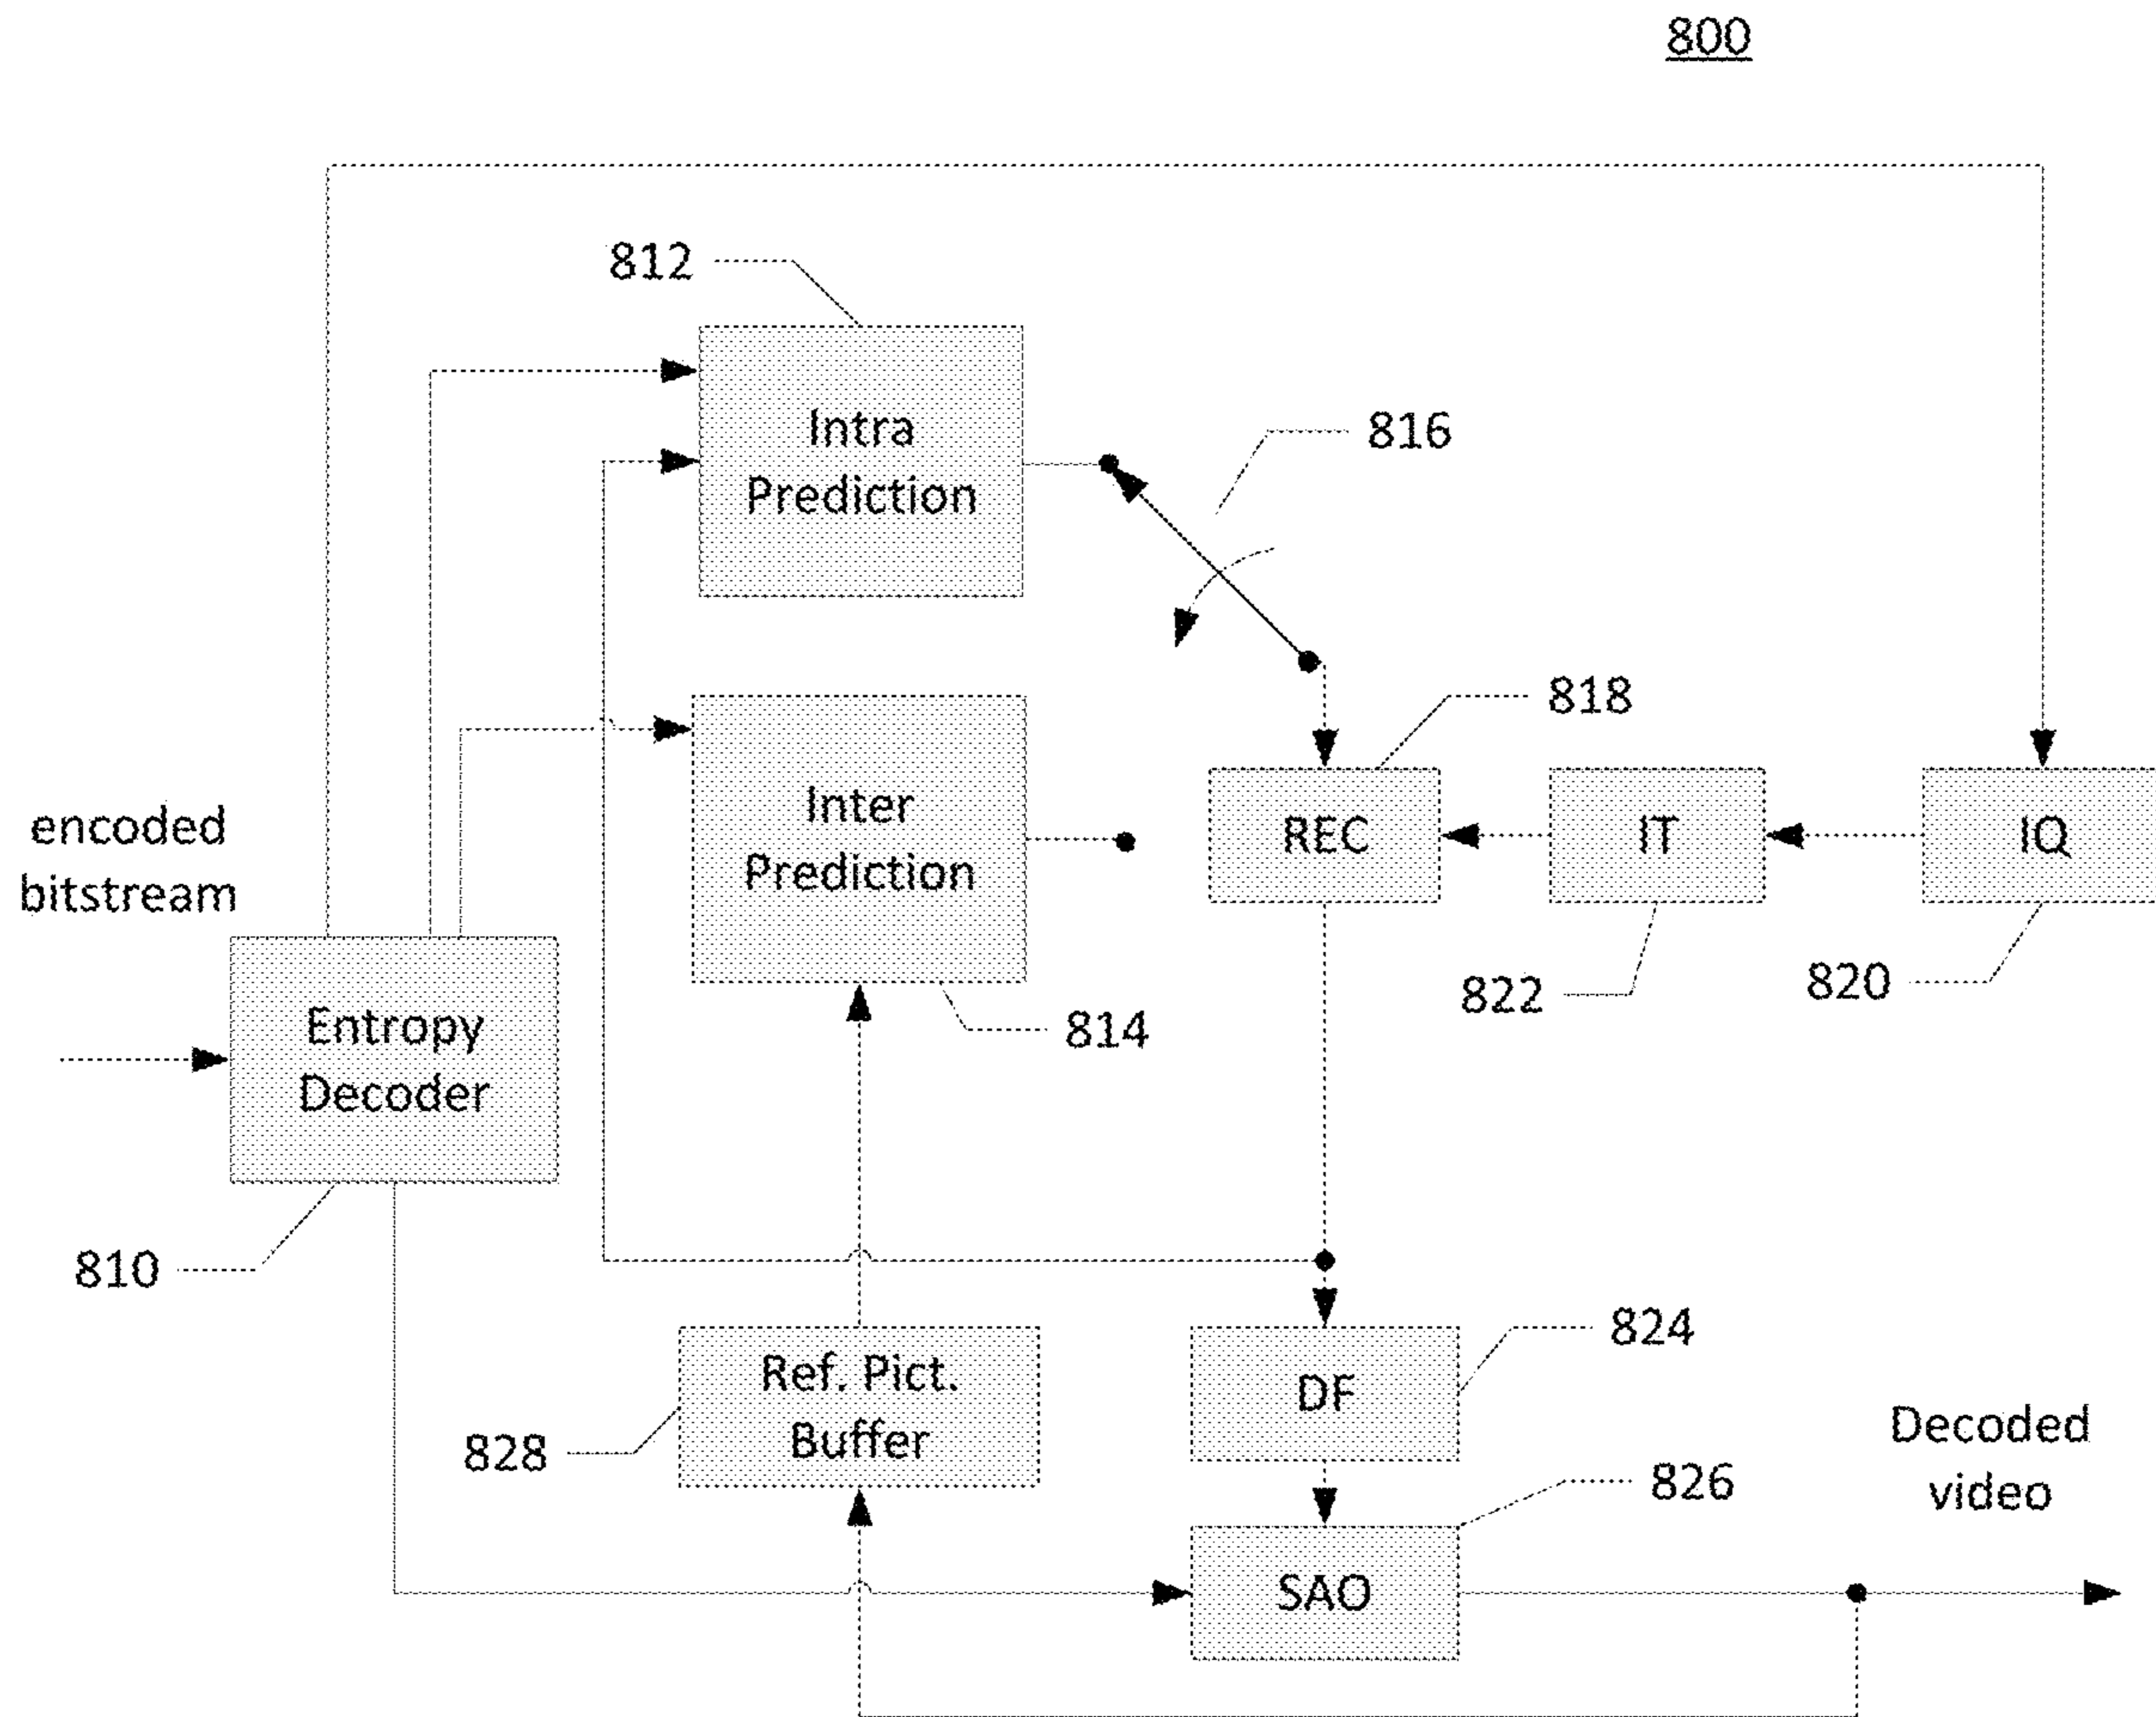 800
812
Intra
Prediction
816
818
Inter
Prediction
REC
IT
IQ
encoded
bitstream
822
820
814
Entropy
Decoder
810
824
Ref. Pict.
Buffer
DF
828
Decoded
video
826
SAO